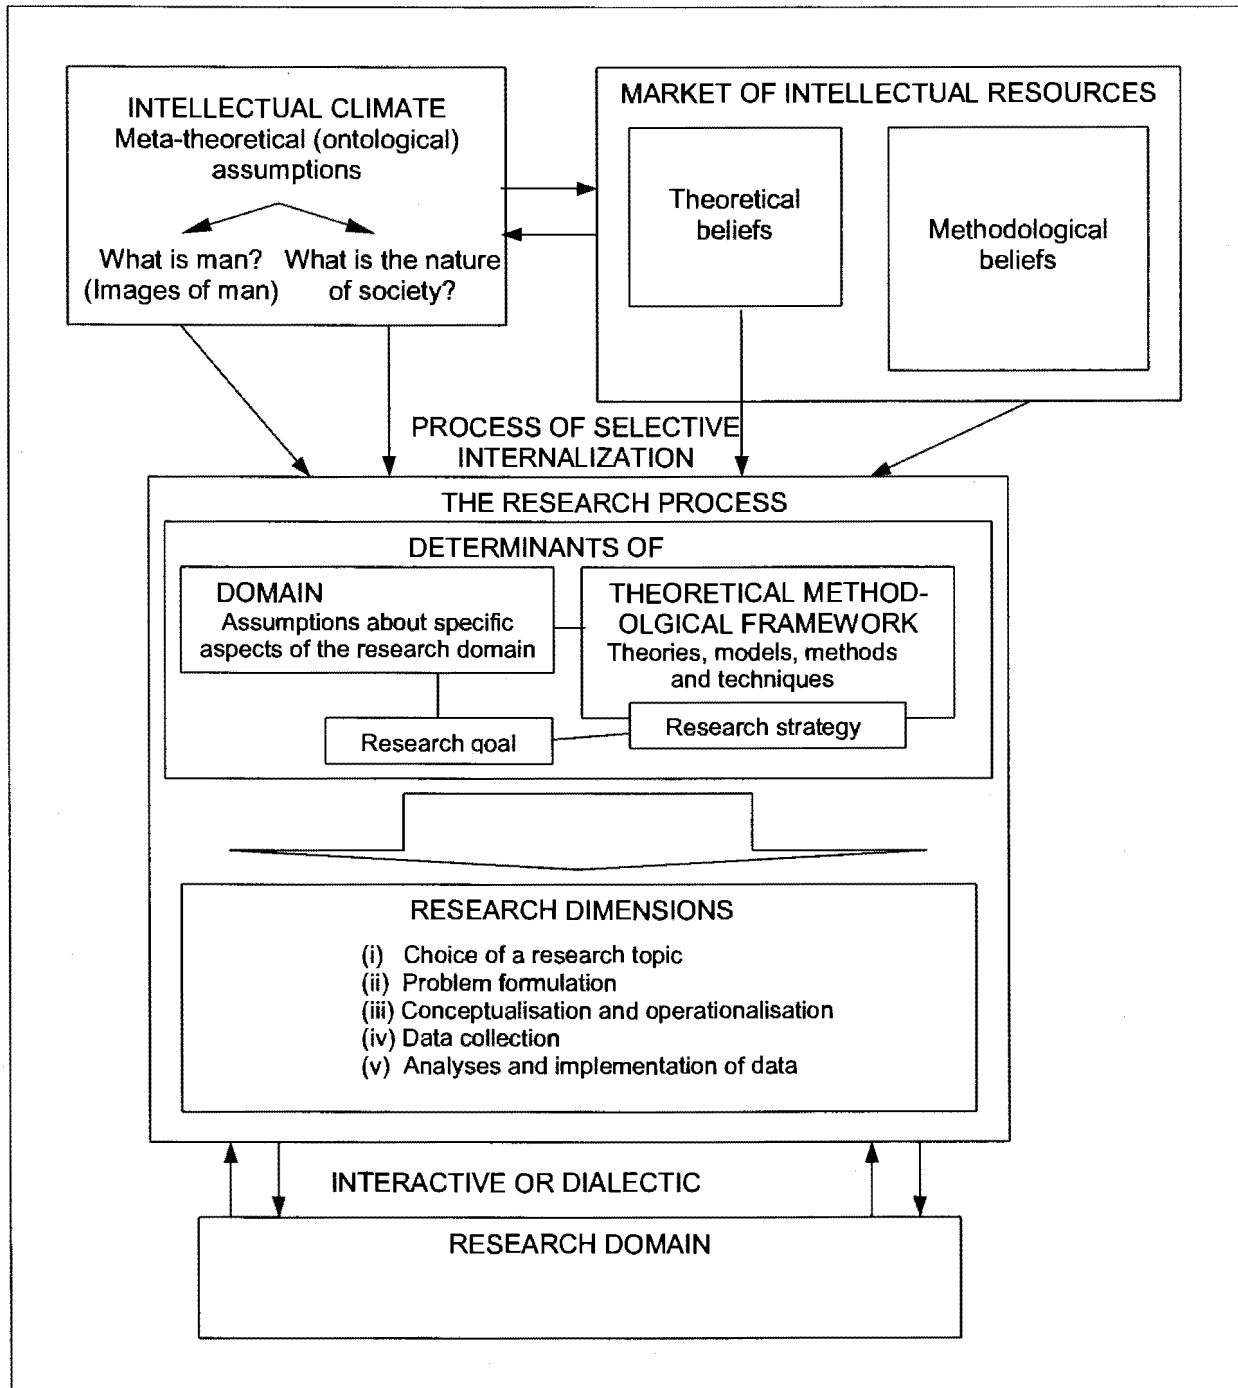 INTELLECTUAL CLIMATE
Meta-theoretical (ontological)
assumptions
What is man?
(Images of man)
What is the nature
of society?
MARKET OF INTELLECTUAL RESOURCES
Theoretical
beliefs
Methodological
beliefs
PROCESS OF SELECTIVE
INTERNALIZATION
THE RESEARCH PROCESS
DETERMINANTS OF
DOMAIN
Assumptions about specific
aspects of the research domain
THEORETICAL METHOD-
OLGICAL FRAMEWORK
Theories, models, methods
and techniques
Research goal
Research strategy
RESEARCH DIMENSIONS
(i) Choice of a research topic
(ii) Problem formulation
(iii) Conceptualisation and operationalisation
(iv) Data collection
(v) Analyses and implementation of data
INTERACTIVE OR DIALECTIC
RESEARCH DOMAIN